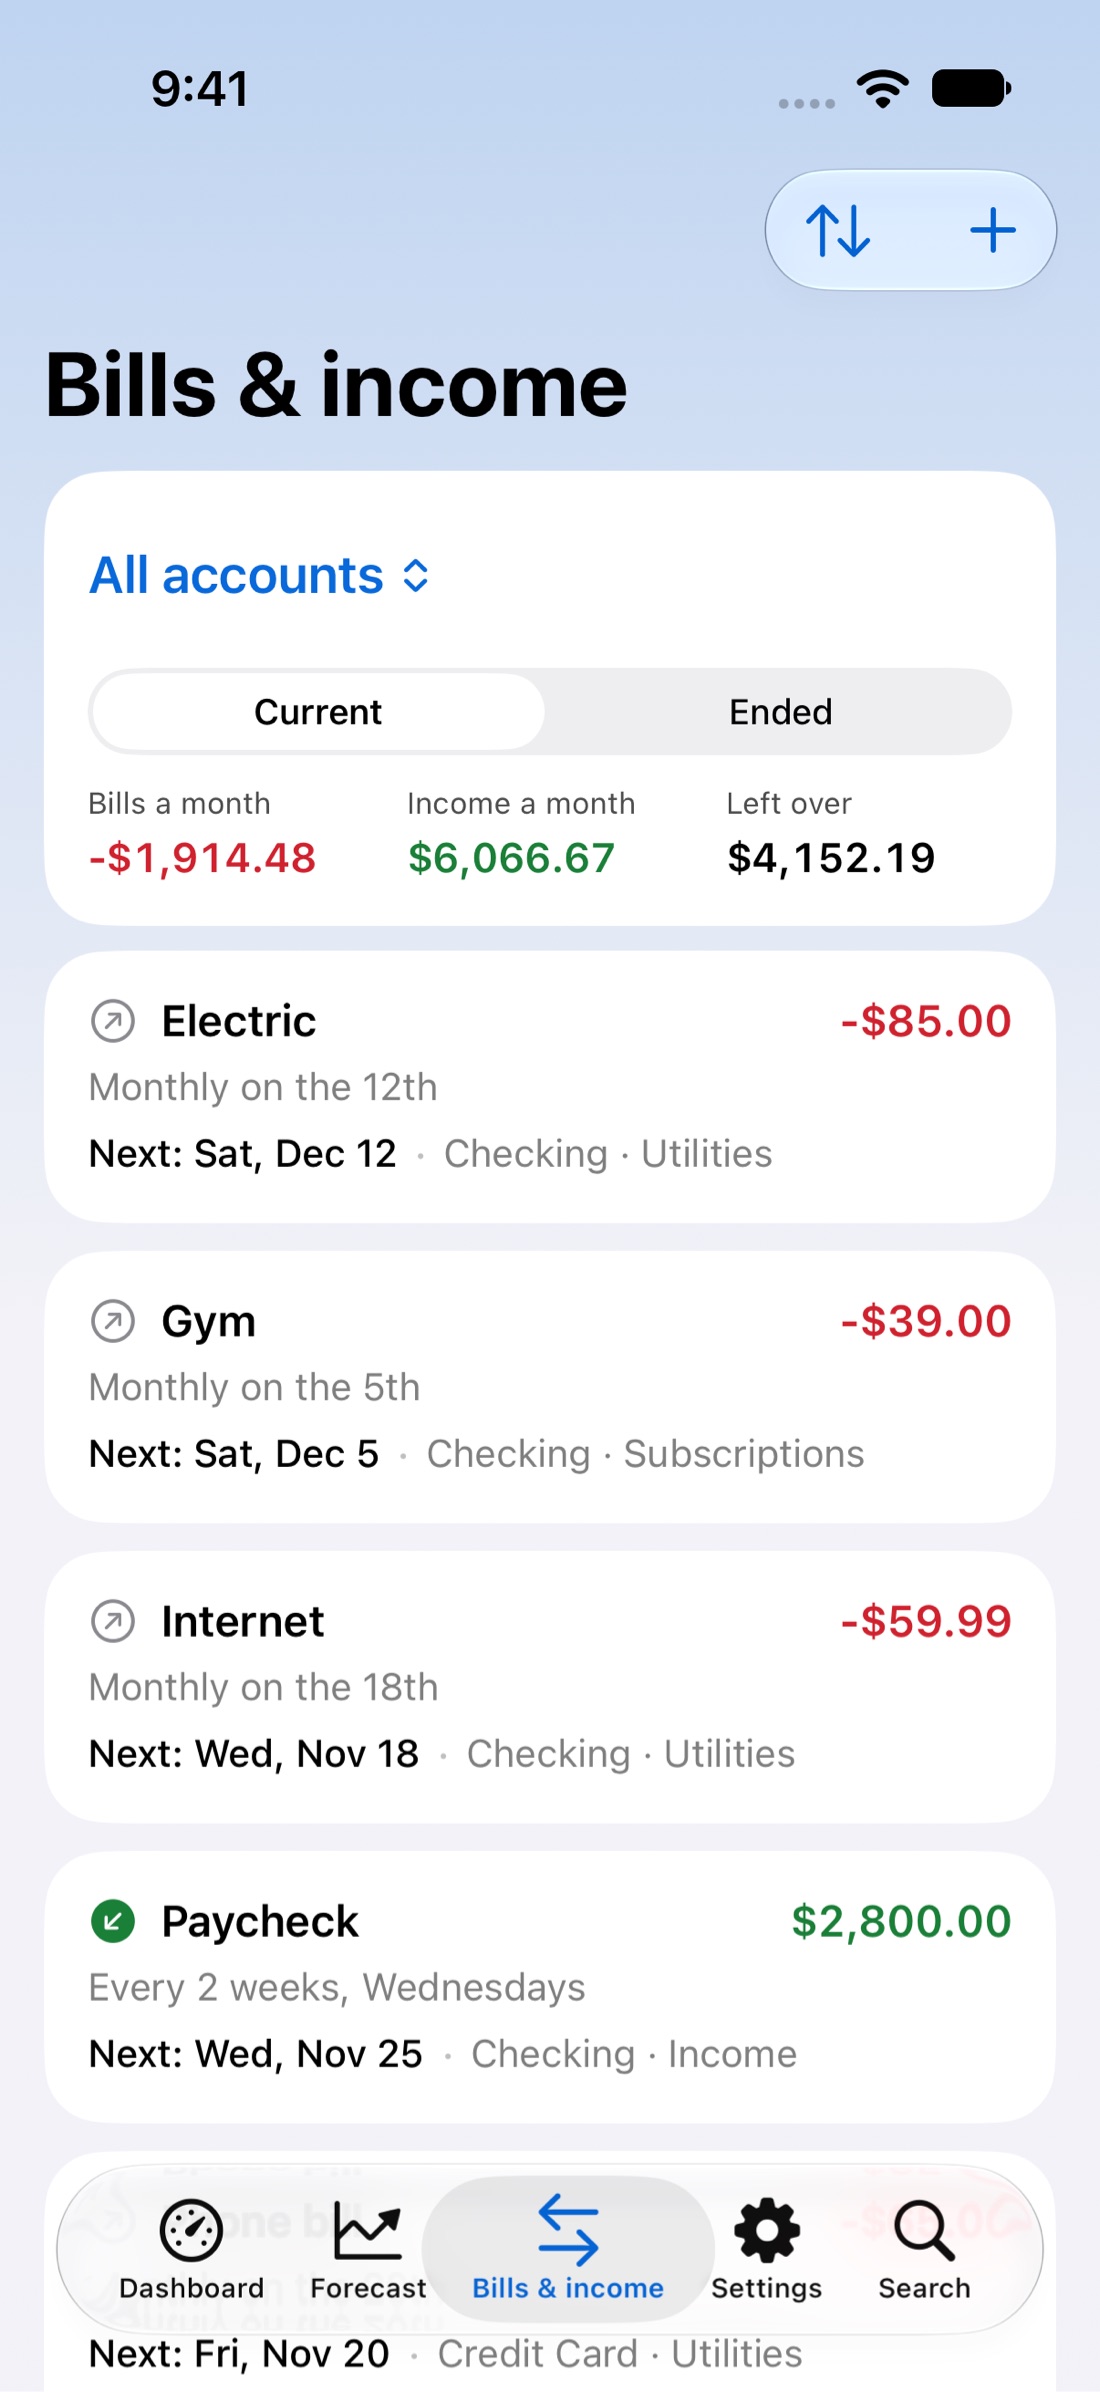 9:41
Bills & income
All accounts
Current
Ended
Bills a month
Income a month
Left over
-$1,914.48
$6,066.67
$4,152.19
Electric
-$85.00
Monthly on the 12th
Next: Sat, Dec 12 · Checking · Utilities
Gym
-$39.00
Monthly on the 5th
Next: Sat, Dec 5 · Checking · Subscriptions
Internet
-$59.99
Monthly on the 18th
Next: Wed, Nov 18 · Checking · Utilities
Paycheck
$2,800.00
Every 2 weeks, Wednesdays
Next: Wed, Nov 25 · Checking · Income
Dashboard
Forecast
Bills & income
Settings
Search
Next: Fri, Nov 20 · Credit Card · Utilities